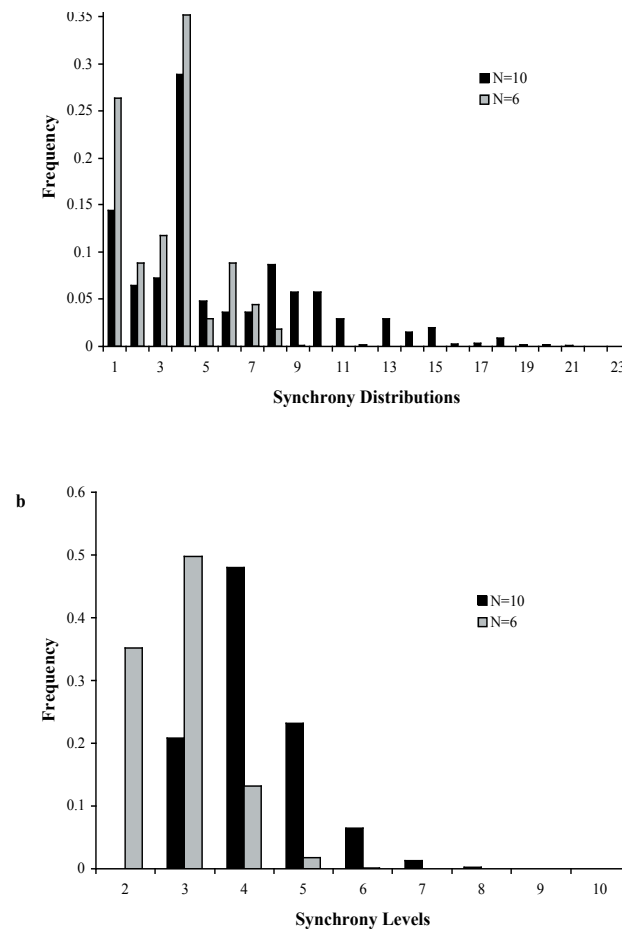 0.35
0.3
0.25
0.2
0.15
0.1
0.05
0
Frequency
N=10
N=6
1 3 5 7 9 11 13 15 17 19 21 23
Synchrony Distributions
b
0.6
0.5
0.4
0.3
0.2
0.1
0
Frequency
N=10
N=6
2 3 4 5 6 7 8 9 10
Synchrony Levels